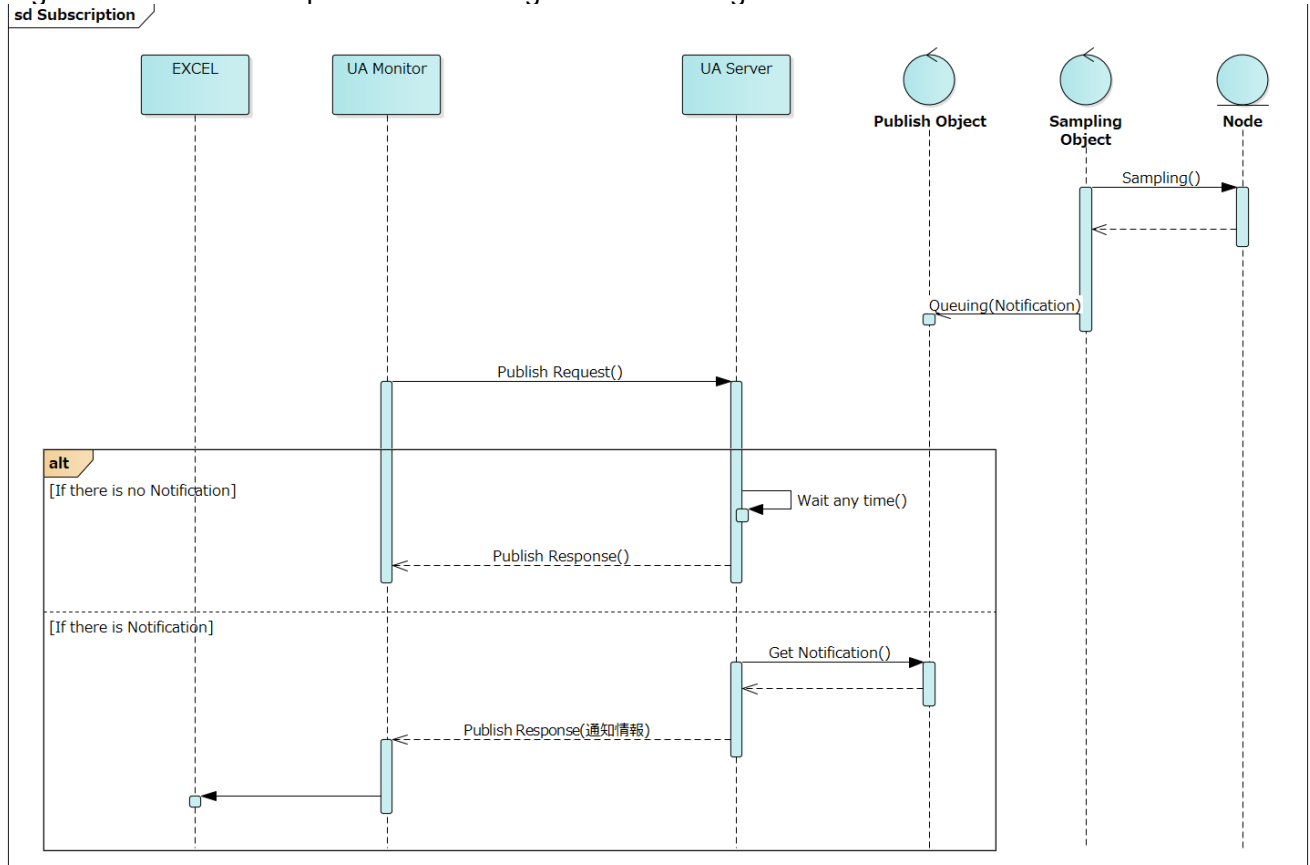 sd Subscription
EXCEL
UA Monitor
UA Server
Publish Object
Sampling
Object
Node
Sampling()
Queuing(Notification)
Publish Request()
alt
[If there is no Notification]
Wait any time()
Publish Response()
[If there is Notification]
Get Notification()
Publish Response(通知情報)